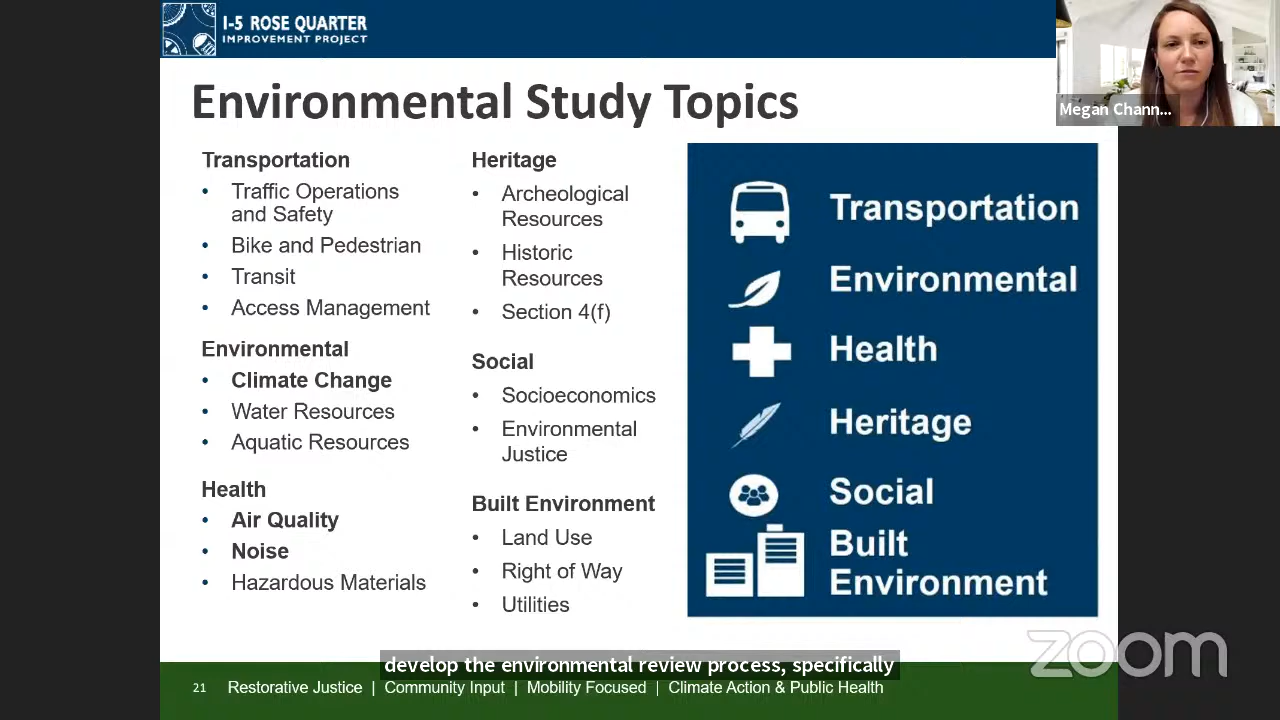 I-5 ROSE QUARTER
IMPROVEMENT PROJECT
Megan Chann...
Environmental Study Topics
Transportation
• Traffic Operations
and Safety
• Bike and Pedestrian
• Transit
• Access Management
Environmental
• Climate Change
• Water Resources
• Aquatic Resources
Health
• Air Quality
• Noise
• Hazardous Materials
Heritage
• Archeological
Resources
• Historic
Resources
• Section 4(f)
Social
• Socioeconomics
• Environmental
Justice
Built Environment
• Land Use
• Right of Way
• Utilities
Transportation
Environmental
Health
Heritage
Social
Built
Environment
zoom
develop the environmental review process, specifically
21 Restorative Justice | Community Input | Mobility Focused | Climate Action & Public Health